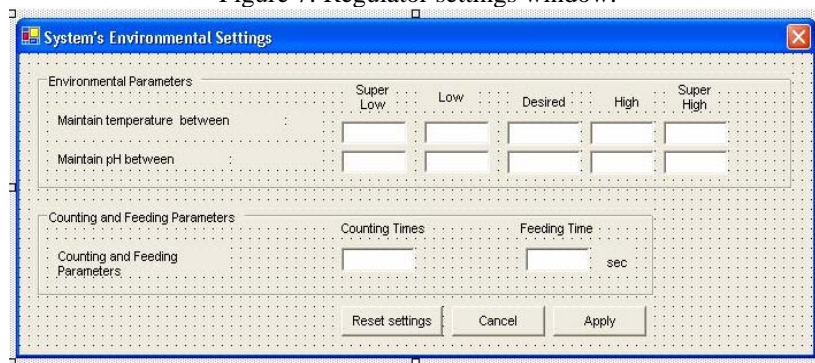 Figure 7. Regulator settings window.
System's Environmental Settings
Environmental Parameters
Super Low Low Desired High Super High
Maintain temperature between :
Maintain pH between :
Counting and Feeding Parameters
Counting Times Feeding Time
Counting and Feeding
Parameters
sec
Reset settings Cancel Apply